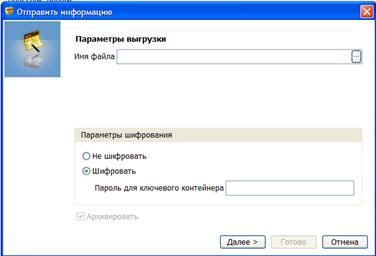 Отправить информацию
Параметры выгрузки
Имя файла
...
Параметры шифрования
Не шифровать
Шифровать
Пароль для ключевого контейнера
Архивировать
Далее > Готово Отмена